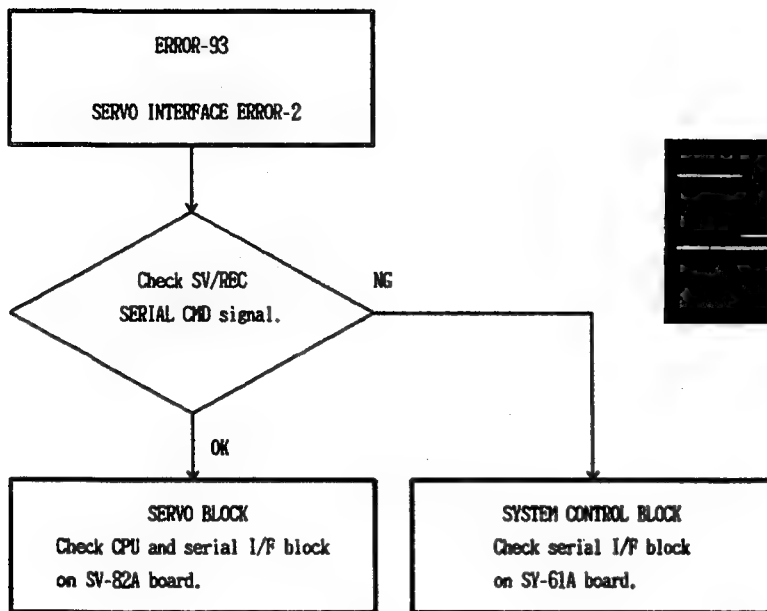 ERROR-93
SERVO INTERFACE ERROR-2
Check SV/REC
SERIAL CMD signal.
NG
OK
SERVO BLOCK
Check CPU and serial I/F block
on SV-82A board.
SYSTEM CONTROL BLOCK
Check serial I/F block
on SY-61A board.